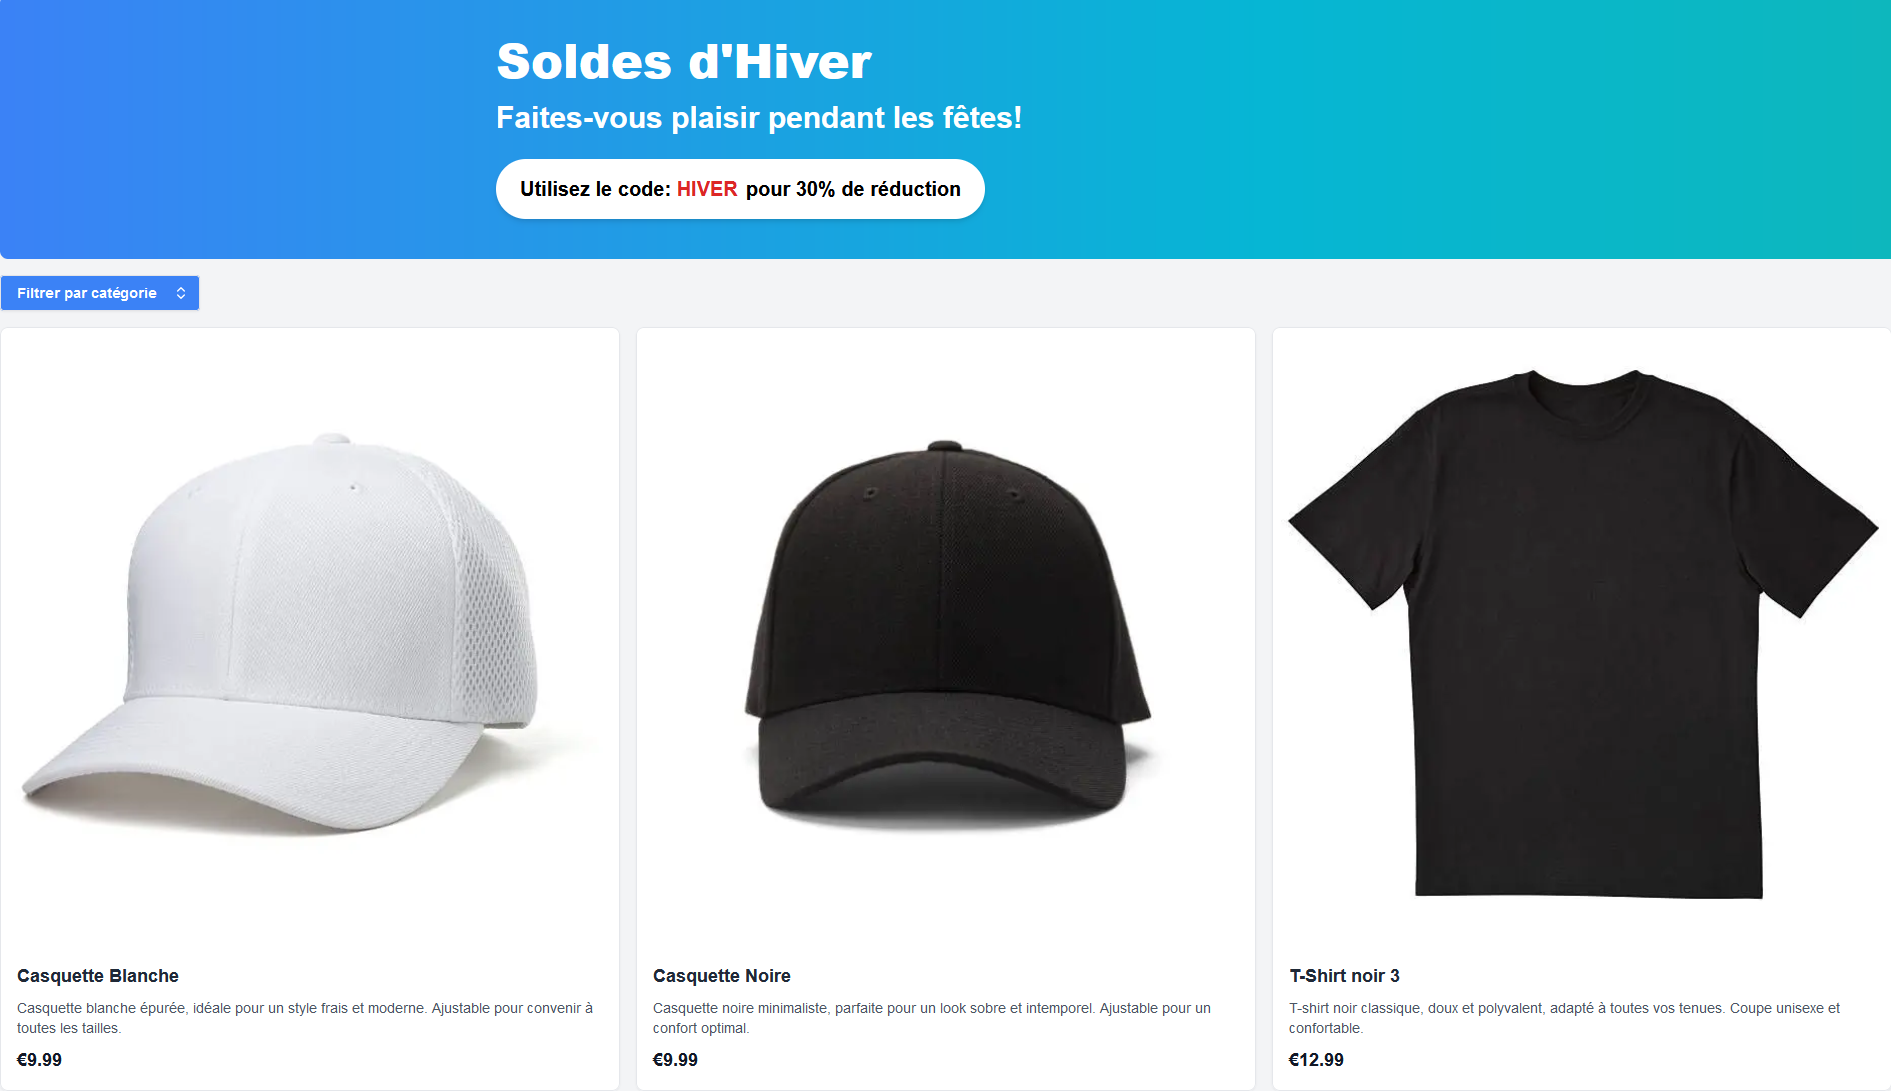 Soldes d'Hiver
Faites-vous plaisir pendant les fêtes!
Utilisez le code: HIVER pour 30% de réduction
Filtrer par catégorie
Casquette Blanche
Casquette blanche épurée, idéale pour un style frais et moderne. Ajustable pour convenir à
toutes les tailles.
€9.99
Casquette Noire
Casquette noire minimaliste, parfaite pour un look sobre et intemporel. Ajustable pour un
confort optimal.
€9.99
T-Shirt noir 3
T-shirt noir classique, doux et polyvalent, adapté à toutes vos tenues. Coupe unisexe et
confortable.
€12.99